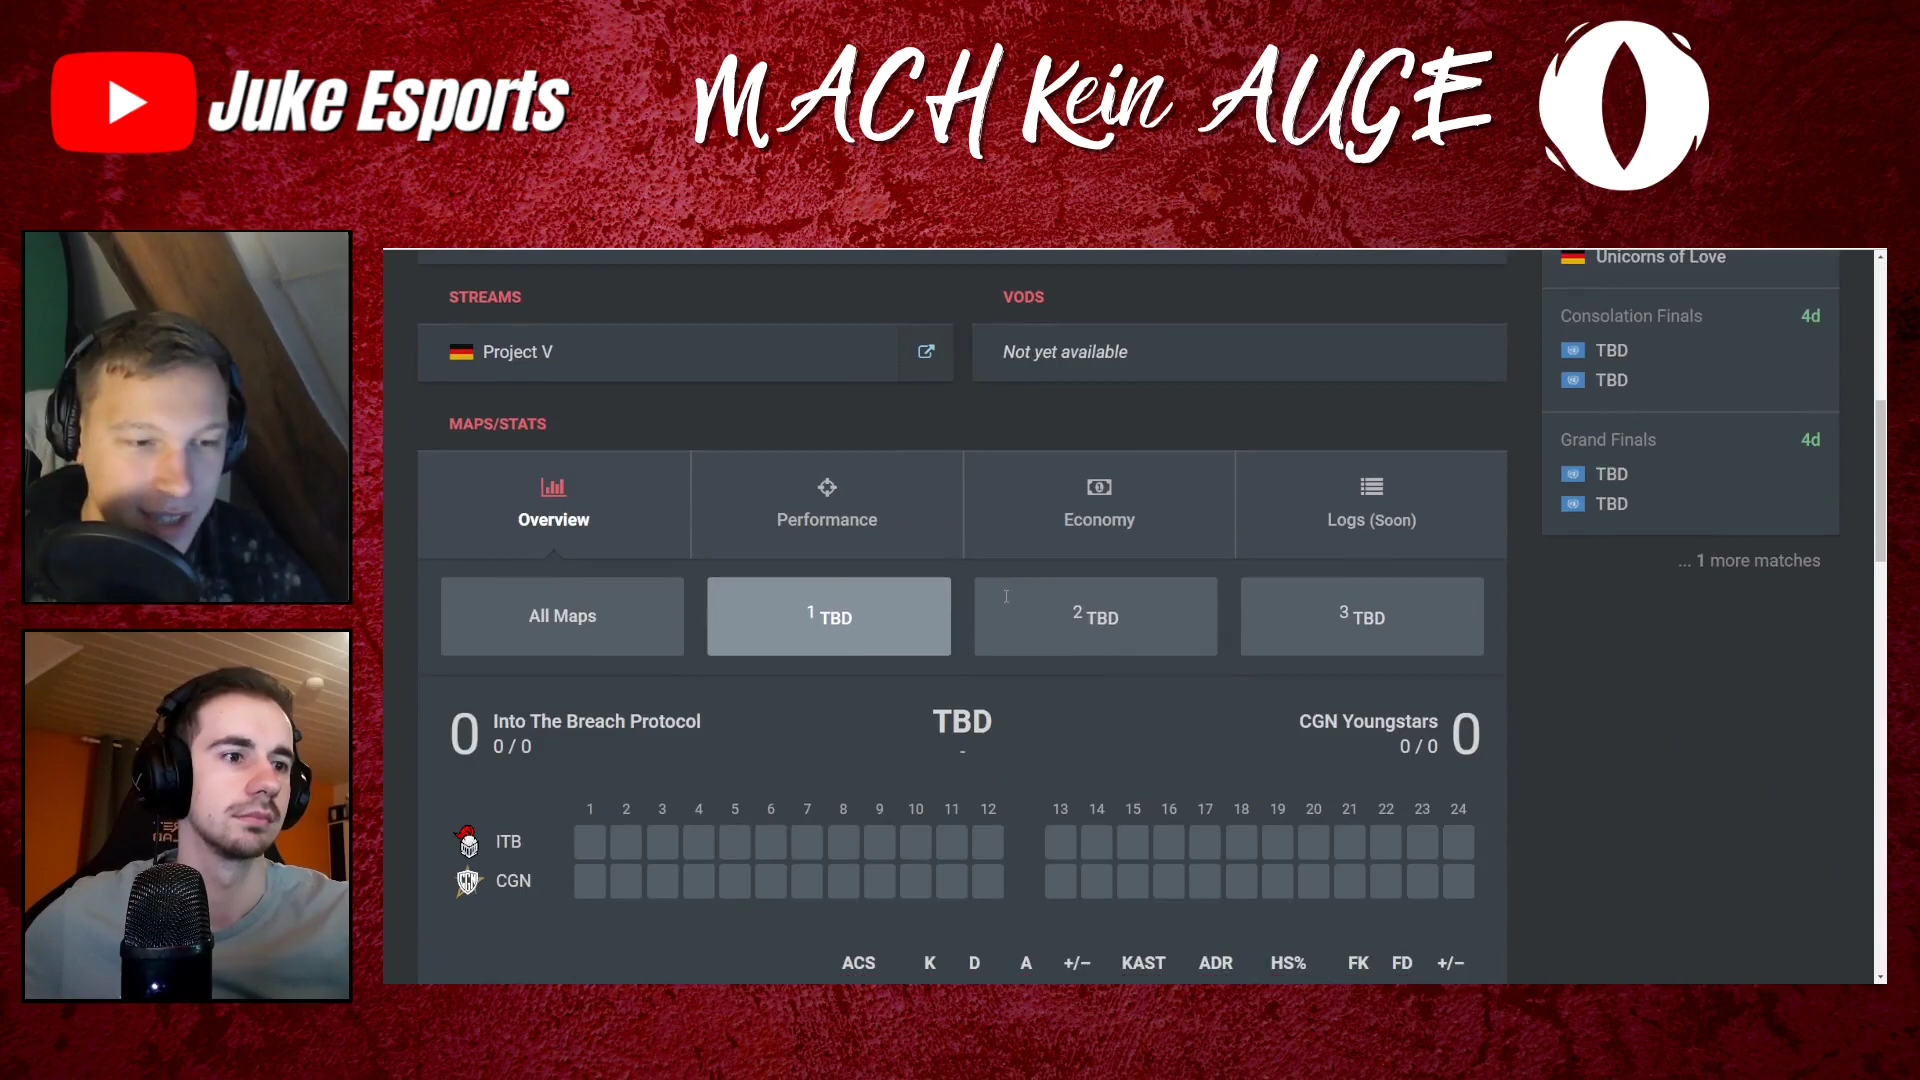 Juke Esports
MACH Kein AUGE
STREAMS
VODS
Project V
Not yet available
MAPS/STATS
Overview
Performance
Economy
Logs (Soon)
All Maps
1 TBD
2 TBD
3 TBD
0 Into The Breach Protocol
0 / 0
TBD
-
CGN Youngstars 0
0 / 0
1 2 3 4 5 6 7 8 9 10 11 12 13 14 15 16 17 18 19 20 21 22 23 24
ITB
CGN
ACS K D A +/– KAST ADR HS% FK FD +/–
Unicorns of Love
Consolation Finals 4d
TBD
TBD
Grand Finals 4d
TBD
TBD
... 1 more matches